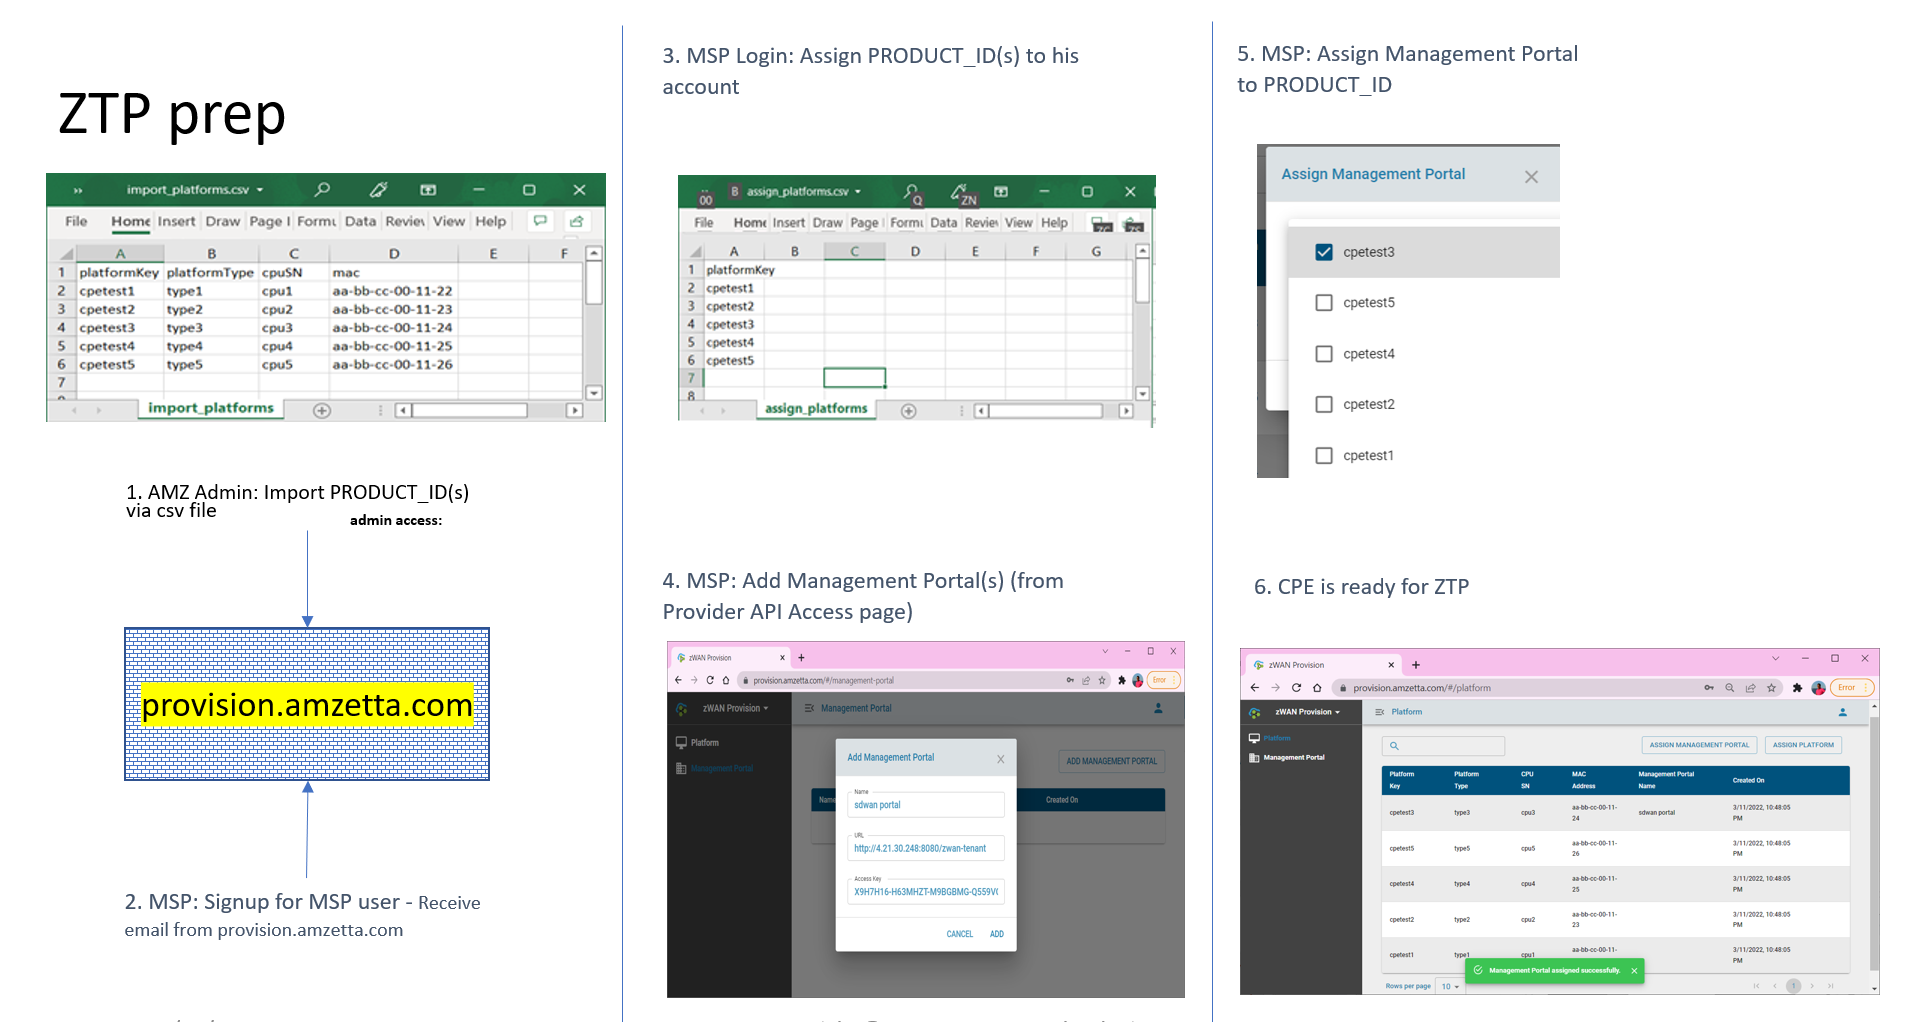 ZTP prep
import_platforms.csv
File Home Insert Draw Page Formu Data Review View Help
A B C D E F
1 platformKey platformType cpuSN mac
2 cpetest1 type1 cpu1 aa-bb-cc-00-11-22
3 cpetest2 type2 cpu2 aa-bb-cc-00-11-23
4 cpetest3 type3 cpu3 aa-bb-cc-00-11-24
5 cpetest4 type4 cpu4 aa-bb-cc-00-11-25
6 cpetest5 type5 cpu5 aa-bb-cc-00-11-26
7
import_platforms
1. AMZ Admin: Import PRODUCT_ID(s)
via csv file
admin access:
provision.amzetta.com
2. MSP: Signup for MSP user - Receive
email from provision.amzetta.com
3. MSP Login: Assign PRODUCT_ID(s) to his
account
00 B assign_platforms.csv Q ZN
File Home Insert Draw Page Formu Data Review View Help
A B C D E F G
1 platformKey
2 cpetest1
3 cpetest2
4 cpetest3
5 cpetest4
6 cpetest5
7
8
assign_platforms
4. MSP: Add Management Portal(s) (from
Provider API Access page)
zWAN Provision
provision.amzetta.com/#/management-portal Error
zWAN Provision Management Portal
Platform
Management Portal
ADD MANAGEMENT PORTAL
Name Created On
Add Management Portal
Name
sdwan portal
URL
http://4.21.30.248:8080/zwan-tenant
Access Key
X9H7H16-H63MHZT-M9BGBMG-Q559V
CANCEL ADD
5. MSP: Assign Management Portal
to PRODUCT_ID
Assign Management Portal
cpetest3
cpetest5
cpetest4
cpetest2
cpetest1
6. CPE is ready for ZTP
zWAN Provision
provision.amzetta.com/#/platform Error
zWAN Provision Platform
Platform
Management Portal
ASSIGN MANAGEMENT PORTAL ASSIGN PLATFORM
Platform Key Platform Type CPU SN MAC Address Management Portal Name Created On
cpetest3 type3 cpu3 aa-bb-cc-00-11-24 sdwan portal 3/11/2022, 10:48:05 PM
cpetest5 type5 cpu5 aa-bb-cc-00-11-26 3/11/2022, 10:48:05 PM
cpetest4 type4 cpu4 aa-bb-cc-00-11-25 3/11/2022, 10:48:05 PM
cpetest2 type2 cpu2 aa-bb-cc-00-11-23 3/11/2022, 10:48:05 PM
cpetest1 type1 cpu1 aa-bb-cc-00-11- 3/11/2022, 10:48:05 PM
Management Portal assigned successfully.
Rows per page 10 1